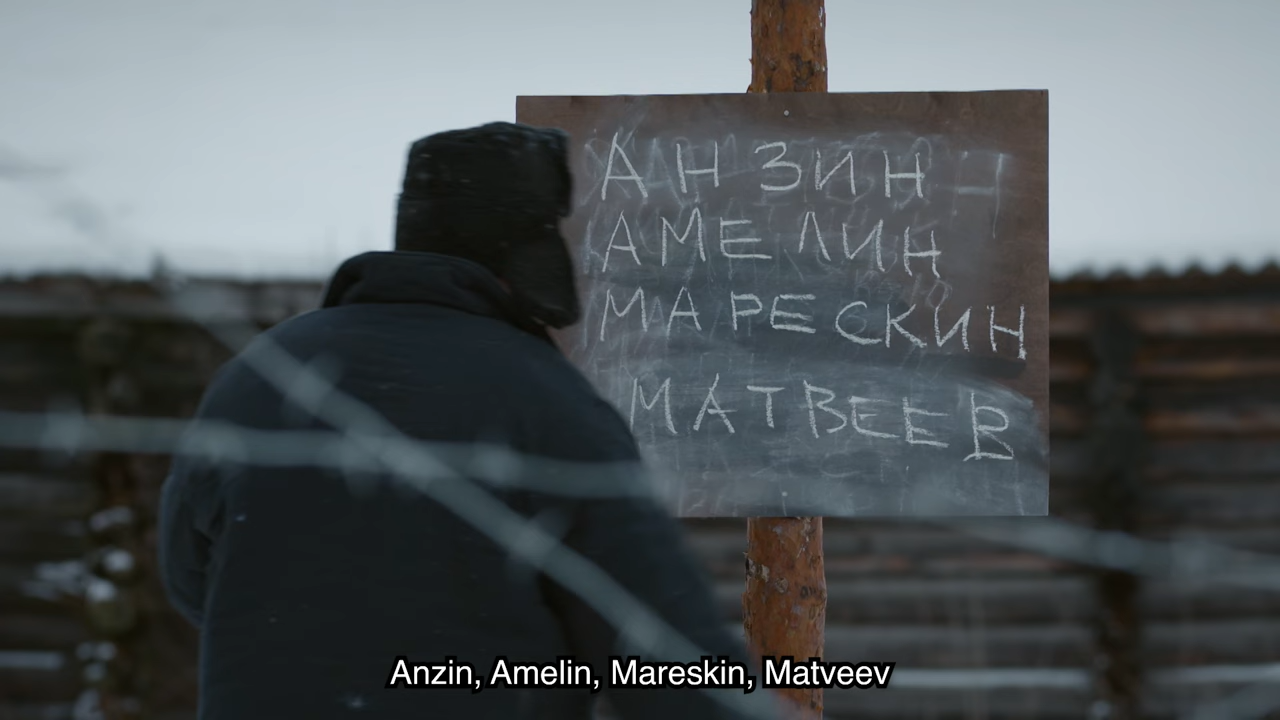 АНЗИН
АМЕЛИН
МАРЕСКИН
МАТВЕЕВ
Anzin, Amelin, Mareskin, Matveev